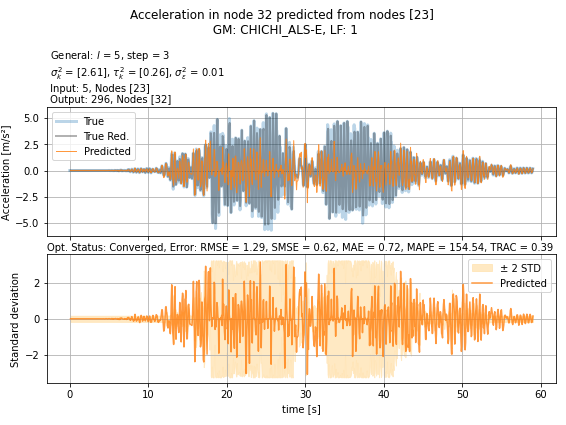 Acceleration in node 32 predicted from nodes [23]
GM: CHICHI_ALS-E, LF: 1
General: l = 5, step = 3
σ²ₖ = [2.61], τ²ₖ = [0.26], σ²ε = 0.01
Input: 5, Nodes [23]
Output: 296, Nodes [32]
Acceleration [m/s²]
5.0
2.5
0.0
−2.5
−5.0
True
True Red.
Predicted
Opt. Status: Converged, Error: RMSE = 1.29, SMSE = 0.62, MAE = 0.72, MAPE = 154.54, TRAC = 0.39
Standard deviation
2
0
−2
± 2 STD
Predicted
0 10 20 30 40 50 60
time [s]